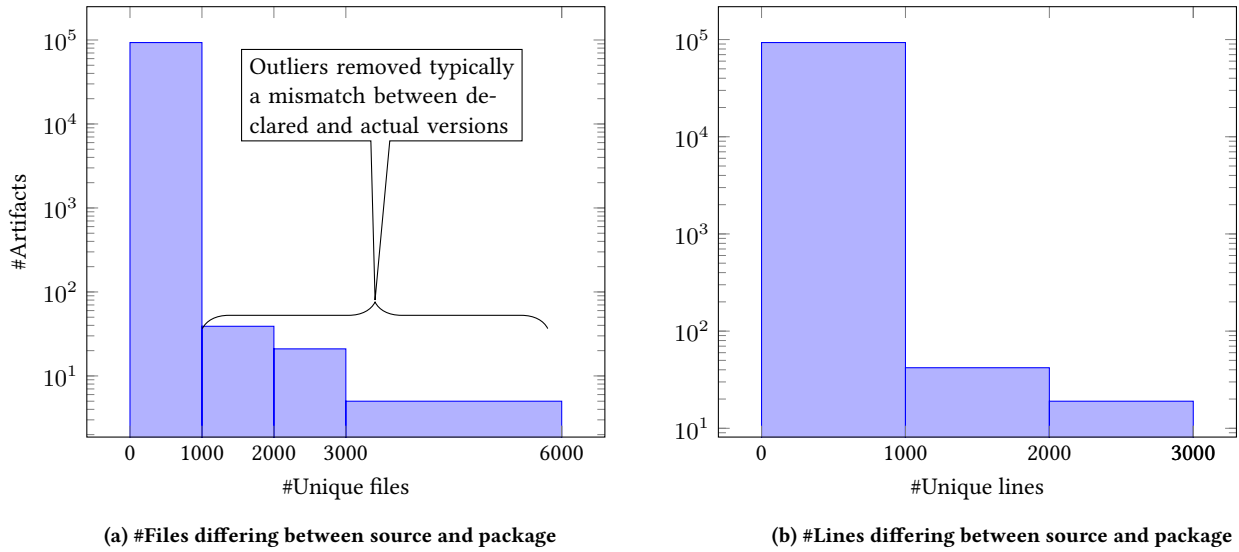 10^5
10^4
10^3
10^2
10^1
#Artifacts
Outliers removed typically
a mismatch between de-
clared and actual versions
0 1000 2000 3000 6000
#Unique files
(a) #Files differing between source and package
10^5
10^4
10^3
10^2
10^1
0 1000 2000 3000
#Unique lines
(b) #Lines differing between source and package